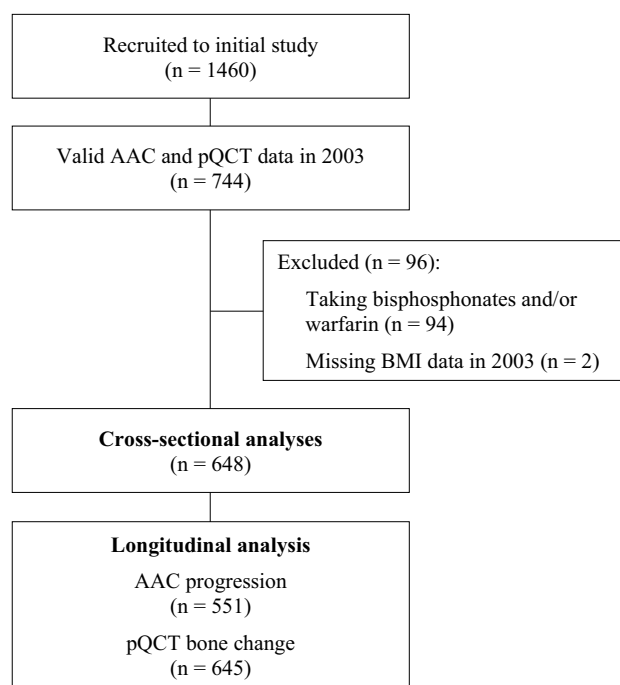 Recruited to initial study
(n = 1460)
Valid AAC and pQCT data in 2003
(n = 744)
Excluded (n = 96):
Taking bisphosphonates and/or
warfarin (n = 94)
Missing BMI data in 2003 (n = 2)
Cross-sectional analyses
(n = 648)
Longitudinal analysis
AAC progression
(n = 551)
pQCT bone change
(n = 645)